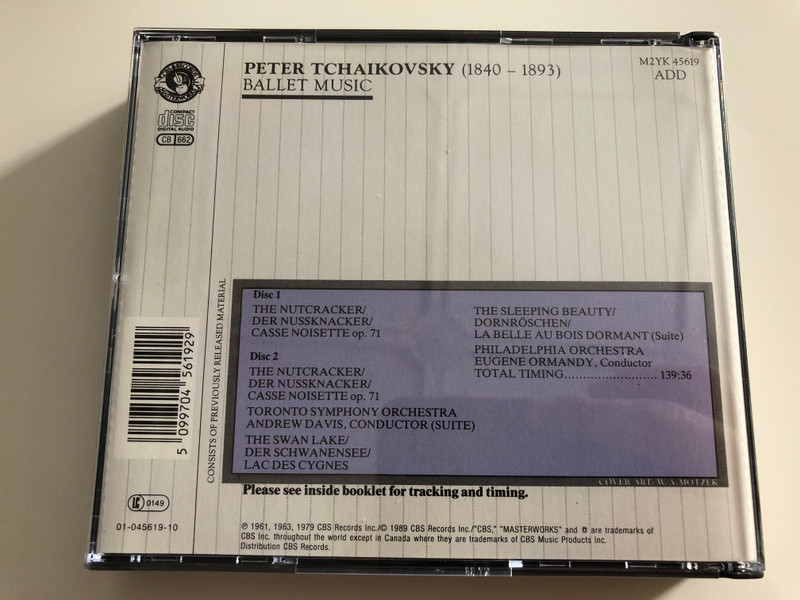 PETER TCHAIKOVSKY (1840 – 1893)
BALLET MUSIC
M2YK 45619
ADD
COMPACT
disc
DIGITAL AUDIO
CB 662
CONSISTS OF PREVIOUSLY RELEASED MATERIAL
5 099704 561929
Disc 1
THE NUTCRACKER/
DER NUSSKNACKER/
CASSE NOISETTE op. 71
Disc 2
THE NUTCRACKER/
DER NUSSKNACKER/
CASSE NOISETTE op. 71
TORONTO SYMPHONY ORCHESTRA
ANDREW DAVIS, CONDUCTOR (SUITE)
THE SWAN LAKE/
DER SCHWANENSEE/
LAC DES CYGNES
THE SLEEPING BEAUTY/
DORNRÖSCHEN/
LA BELLE AU BOIS DORMANT (Suite)
PHILADELPHIA ORCHESTRA
EUGENE ORMANDY, Conductor
TOTAL TIMING........................ 139:36
COVER ART: W. A. MOTZEK
Please see inside booklet for tracking and timing.
LC 0149
01-045619-10
℗ 1961, 1963, 1979 CBS Records Inc./© 1989 CBS Records Inc./"CBS," "MASTERWORKS" and are trademarks of
CBS Inc. throughout the world except in Canada where they are trademarks of CBS Music Products Inc.
Distribution CBS Records.